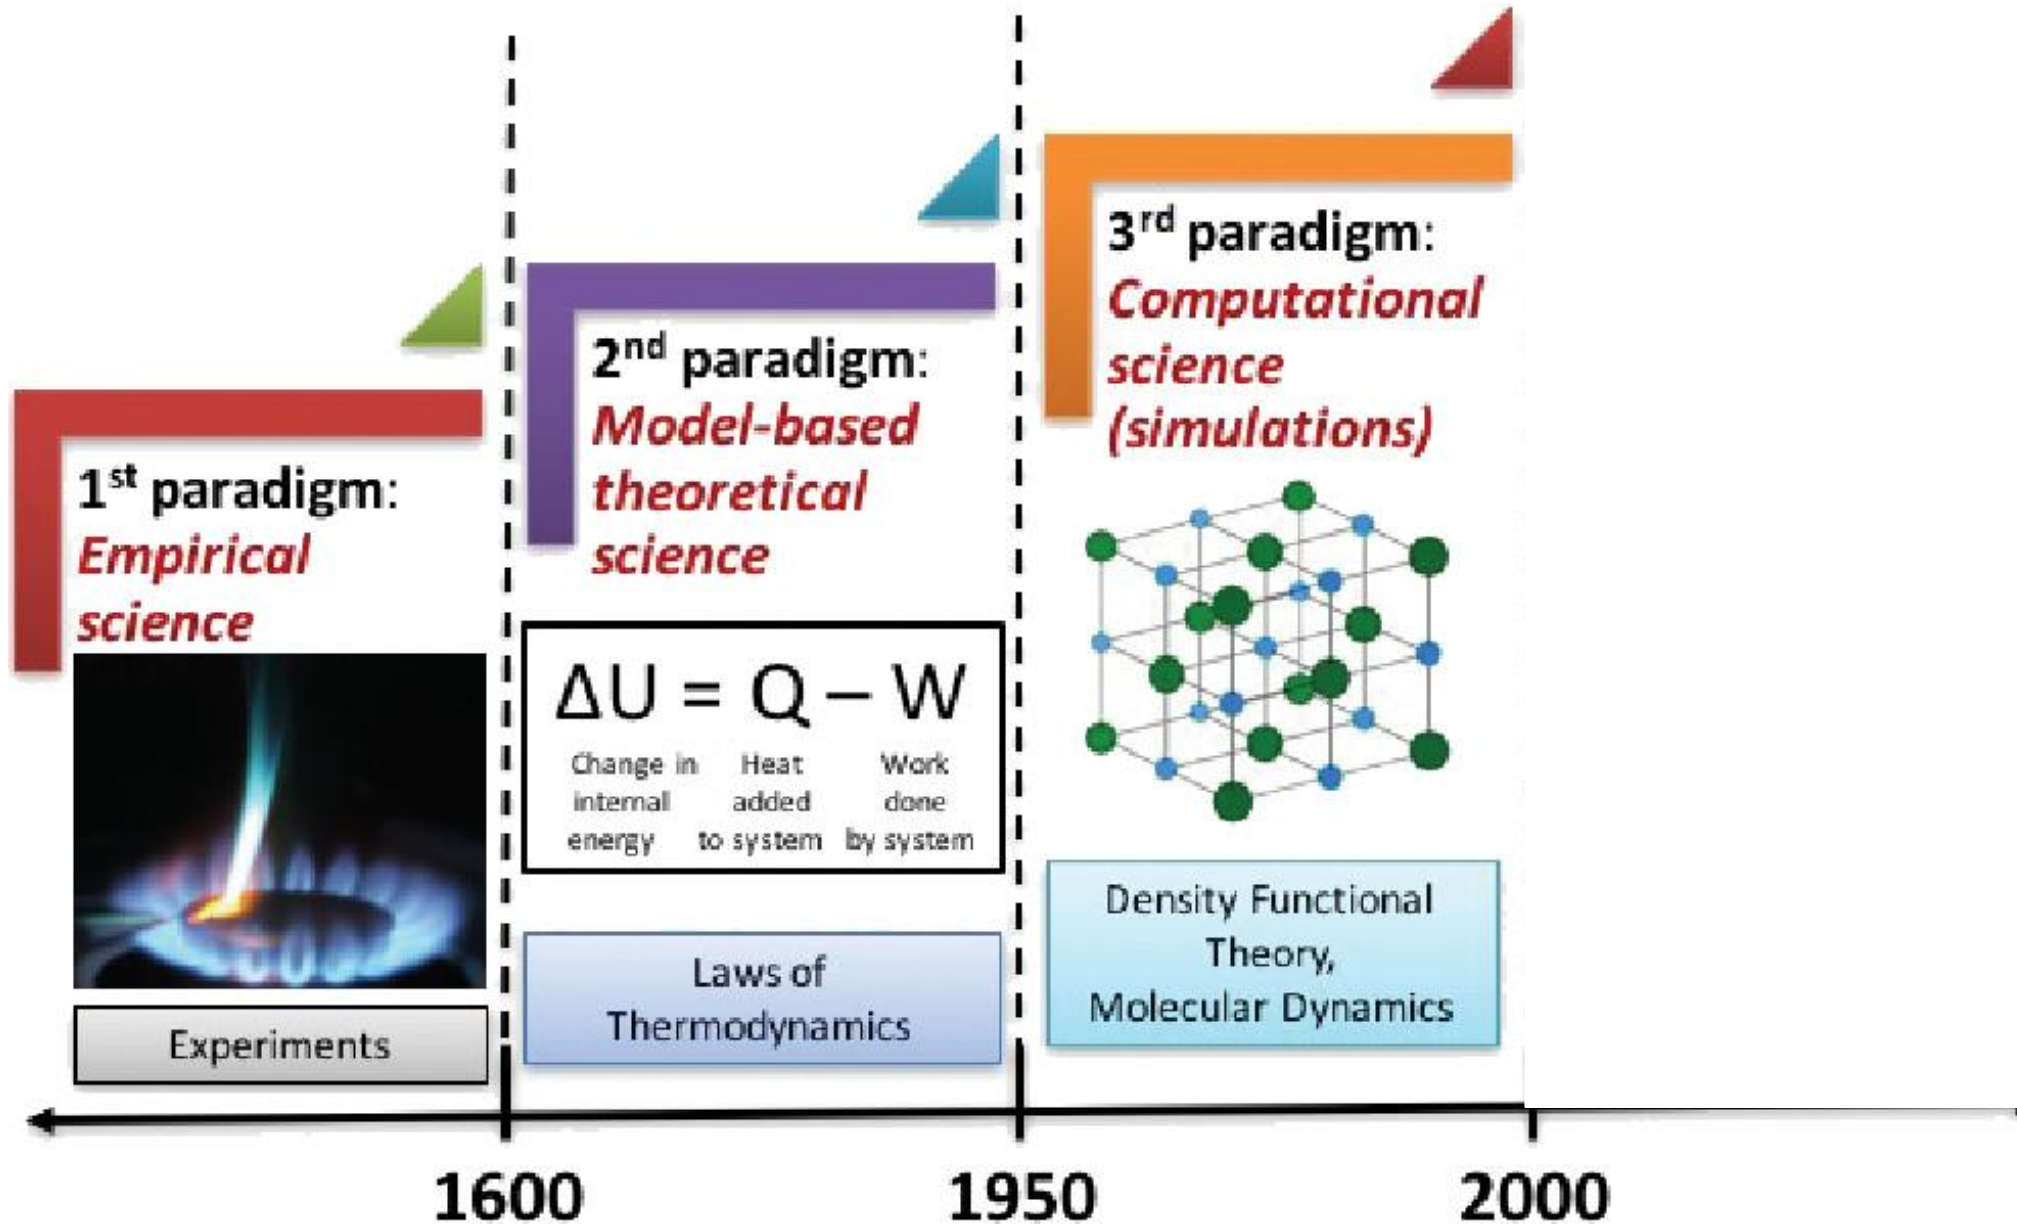 1st paradigm:
Empirical
science
Experiments
2nd paradigm:
Model-based
theoretical
science
ΔU = Q – W
Change in internal energy
Heat added to system
Work done by system
Laws of
Thermodynamics
3rd paradigm:
Computational
science
(simulations)
Density Functional
Theory,
Molecular Dynamics
1600
1950
2000